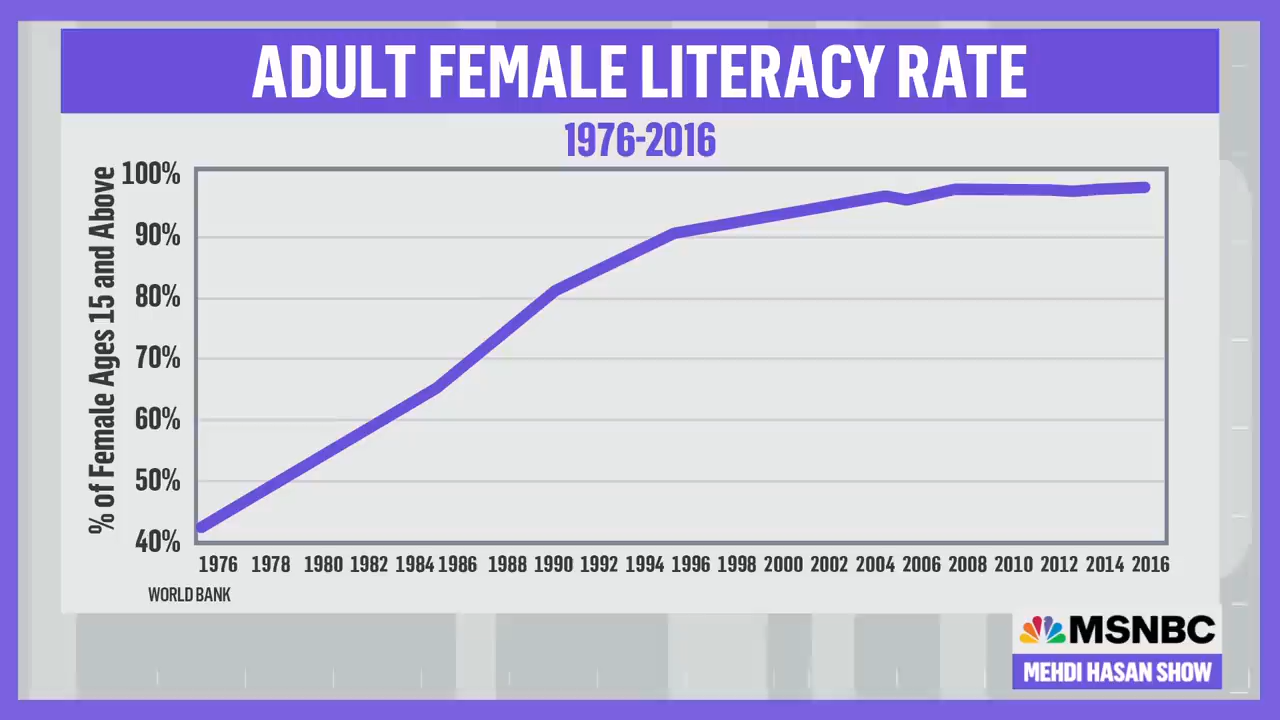 ADULT FEMALE LITERACY RATE
1976-2016
% of Female Ages 15 and Above
100%
90%
80%
70%
60%
50%
40%
1976 1978 1980 1982 1984 1986 1988 1990 1992 1994 1996 1998 2000 2002 2004 2006 2008 2010 2012 2014 2016
WORLD BANK
MSNBC
MEHDI HASAN SHOW